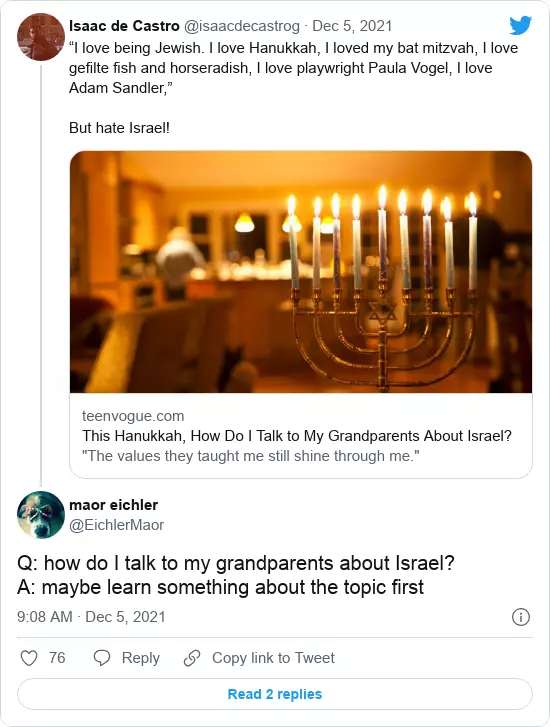 Isaac de Castro @isaacdecastrog · Dec 5, 2021
“I love being Jewish. I love Hanukkah, I loved my bat mitzvah, I love
gefilte fish and horseradish, I love playwright Paula Vogel, I love
Adam Sandler,”
But hate Israel!
teenvogue.com
This Hanukkah, How Do I Talk to My Grandparents About Israel?
"The values they taught me still shine through me."
maor eichler
@EichlerMaor
Q: how do I talk to my grandparents about Israel?
A: maybe learn something about the topic first
9:08 AM · Dec 5, 2021
76 Reply Copy link to Tweet
Read 2 replies